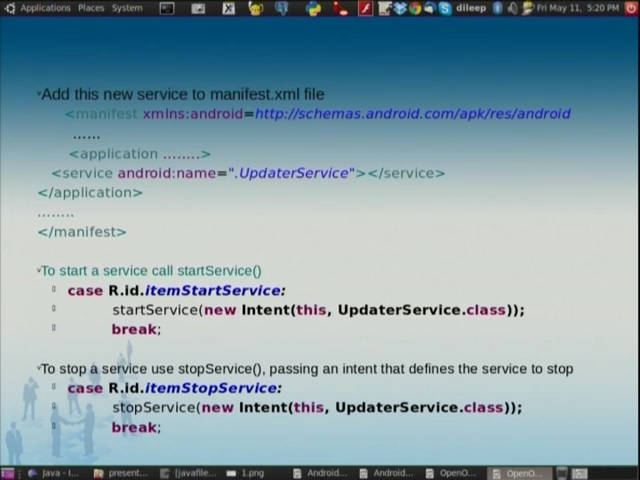 Applications Places System dileep Fri May 11, 5:20 PM
Add this new service to manifest.xml file
<manifest xmlns:android=http://schemas.android.com/apk/res/android
......
<application ........>
<service android:name=".UpdaterService"></service>
</application>
........
</manifest>
To start a service call startService()
case R.id.itemStartService:
startService(new Intent(this, UpdaterService.class));
break;
To stop a service use stopService(), passing an intent that defines the service to stop
case R.id.itemStopService:
stopService(new Intent(this, UpdaterService.class));
break;
Java - I... present... [javafile... 1.png Android... Android... OpenO... OpenO...